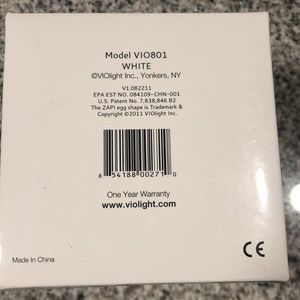 Model VIO801
WHITE
©VIOlight Inc., Yonkers, NY
V1.082211
EPA EST NO. 084109-CHN-001
U.S. Patent No. 7,838,846 B2
The ZAPI egg shape is Trademark &
Copyright ©2011 VIOlight Inc.
8 54188 00271 0
One Year Warranty
www.violight.com
Made In China
CE